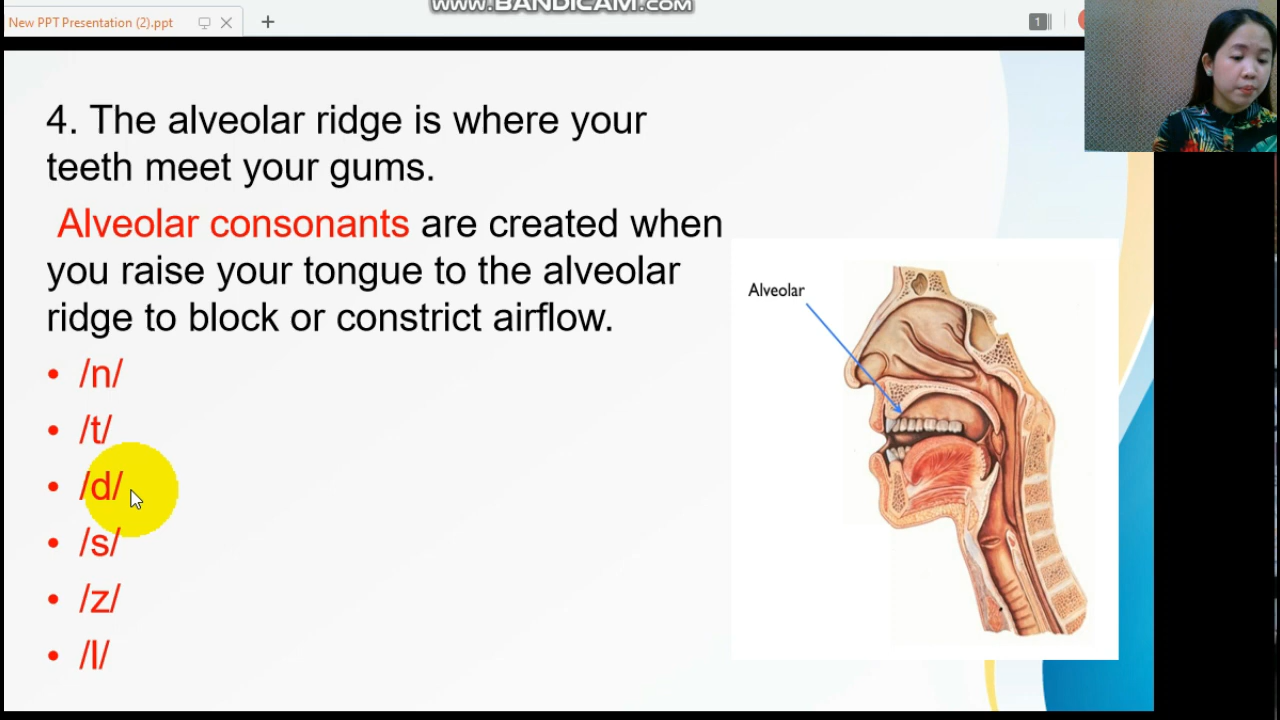 WWW.BANDICAM.COM
New PPT Presentation (2).ppt
1
4. The alveolar ridge is where your
teeth meet your gums.
Alveolar consonants are created when
you raise your tongue to the alveolar
ridge to block or constrict airflow.
• /n/
• /t/
• /d/
• /s/
• /z/
• /l/
Alveolar